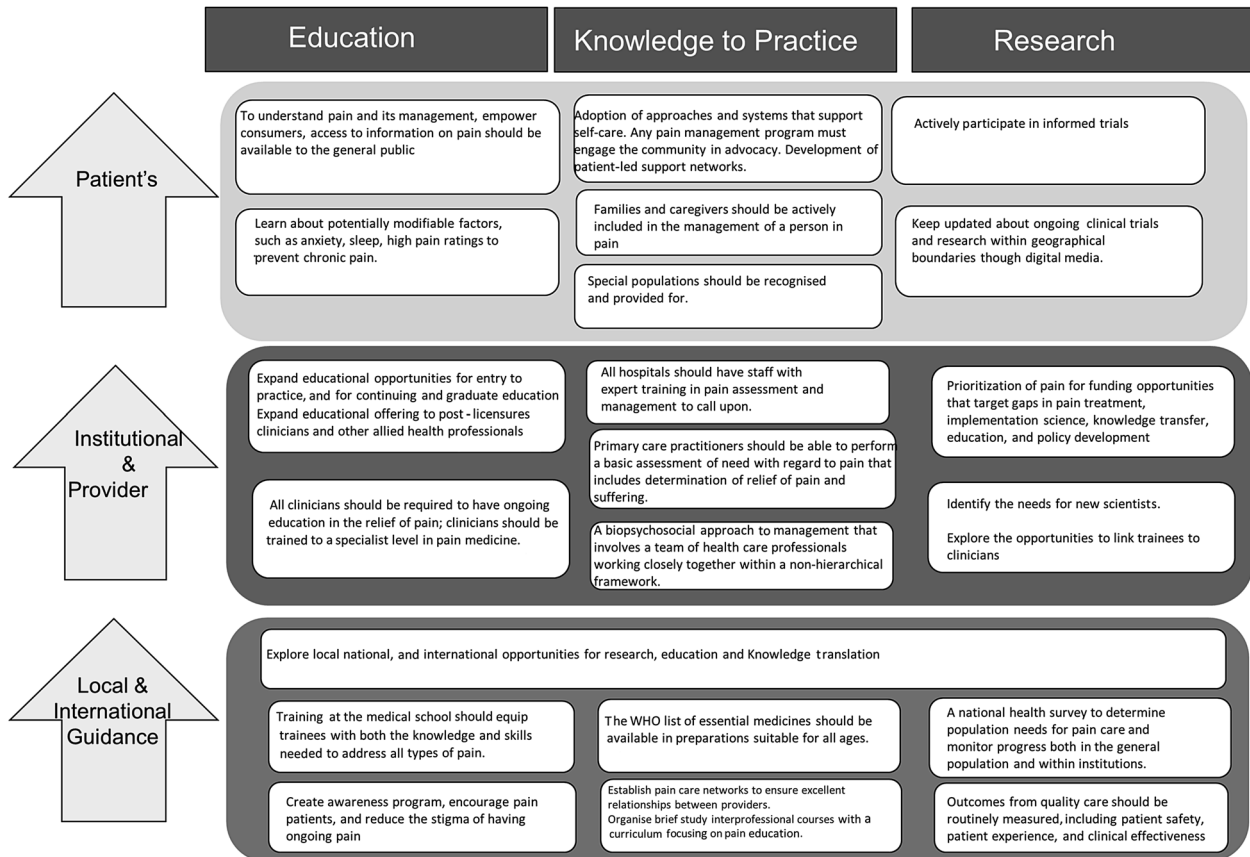 Education
Knowledge to Practice
Research
Patient's
To understand pain and its management, empower
consumers, access to information on pain should be
available to the general public
Learn about potentially modifiable factors,
such as anxiety, sleep, high pain ratings to
prevent chronic pain.
Adoption of approaches and systems that support
self-care. Any pain management program must
engage the community in advocacy. Development of
patient-led support networks.
Families and caregivers should be actively
included in the management of a person in
pain
Special populations should be recognised
and provided for.
Actively participate in informed trials
Keep updated about ongoing clinical trials
and research within geographical
boundaries though digital media.
Institutional
&
Provider
Expand educational opportunities for entry to
practice, and for continuing and graduate education
Expand educational offering to post-licensures
clinicians and other allied health professionals
All clinicians should be required to have ongoing
education in the relief of pain; clinicians should be
trained to a specialist level in pain medicine.
All hospitals should have staff with
expert training in pain assessment and
management to call upon.
Primary care practitioners should be able to perform
a basic assessment of need with regard to pain that
includes determination of relief of pain and
suffering.
A biopsychosocial approach to management that
involves a team of health care professionals
working closely together within a non-hierarchical
framework.
Prioritization of pain for funding opportunities
that target gaps in pain treatment,
implementation science, knowledge transfer,
education, and policy development
Identify the needs for new scientists.
Explore the opportunities to link trainees to
clinicians
Local &
International
Guidance
Explore local national, and international opportunities for research, education and Knowledge translation
Training at the medical school should equip
trainees with both the knowledge and skills
needed to address all types of pain.
Create awareness program, encourage pain
patients, and reduce the stigma of having
ongoing pain
The WHO list of essential medicines should be
available in preparations suitable for all ages.
Establish pain care networks to ensure excellent
relationships between providers.
Organise brief study interprofessional courses with a
curriculum focusing on pain education.
A national health survey to determine
population needs for pain care and
monitor progress both in the general
population and within institutions.
Outcomes from quality care should be
routinely measured, including patient safety,
patient experience, and clinical effectiveness